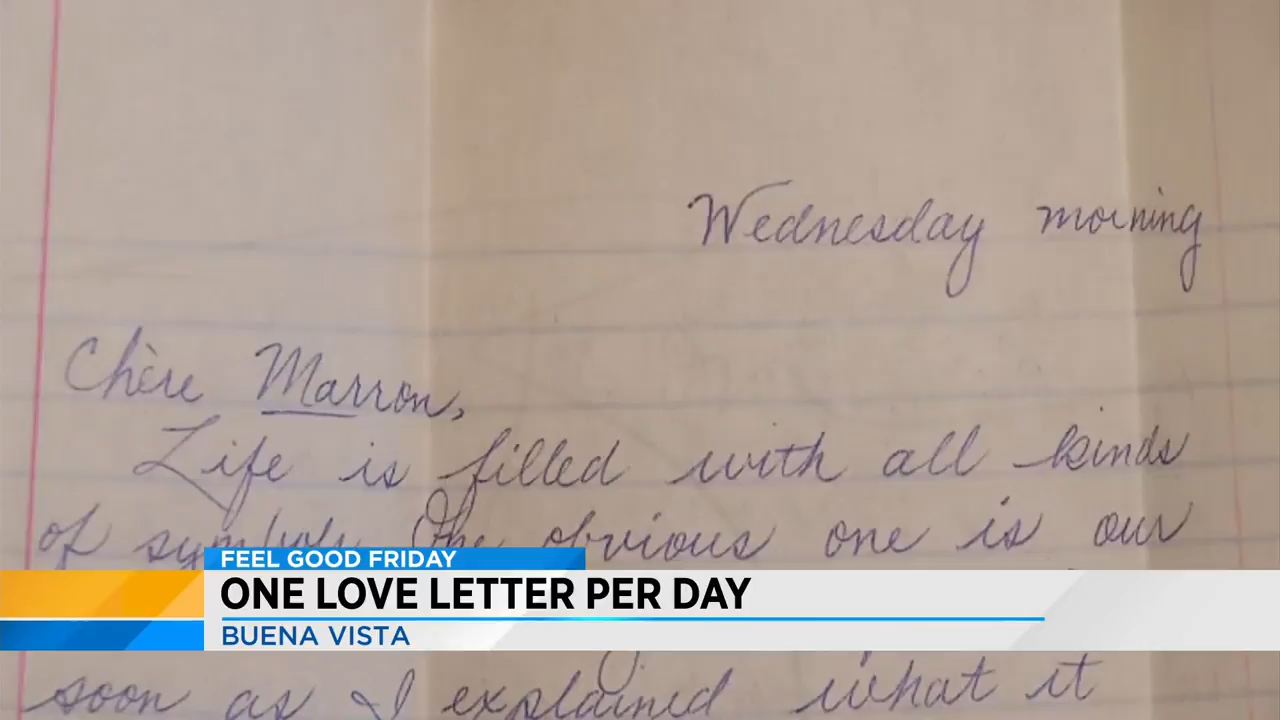 Wednesday morning
Chère Marron,
Life is filled with all kinds
of symbols. The obvious one is our
FEEL GOOD FRIDAY
ONE LOVE LETTER PER DAY
BUENA VISTA
soon as I explained what it